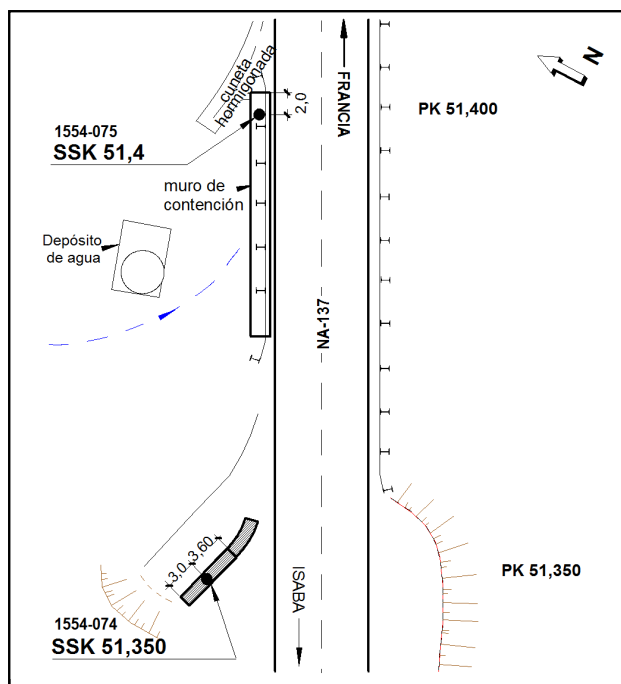 cuneta
hormigonada
2,0
FRANCIA
N
PK 51,400
1554-075
SSK 51,4
muro de
contención
Depósito
de agua
NA-137
3,0
3,60
ISABA
PK 51,350
1554-074
SSK 51,350